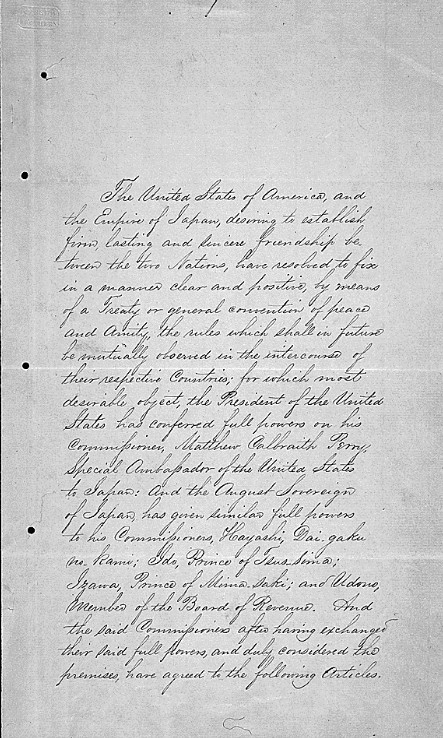 The United States of America, and
the Empire of Japan, desiring to establish
firm, lasting and sincere friendship be
tween the two Nations, have resolved to fix
in a manner clear and positive, by means
of a Treaty or general convention of peace
and Amity, the rules which shall in future
be mutually observed in the intercourse of
their respective Countries; for which most
desirable object, the President of the United
States has conferred full powers on his
Commissioner, Matthew Calbraith Perry,
Special Ambassador of the United States
to Japan: And the August Sovereign
of Japan, has given similar full powers
to his Commissioners, Hayashi, Dai-gaku
no-kami; Ido, Prince of Tsus-Sima;
Izawa, Prince of Mima-saki; and Udono,
Member of the Board of Revenue. And
the said Commissioners after having exchanged
their said full powers, and duly considered the
premises, have agreed to the following Articles.